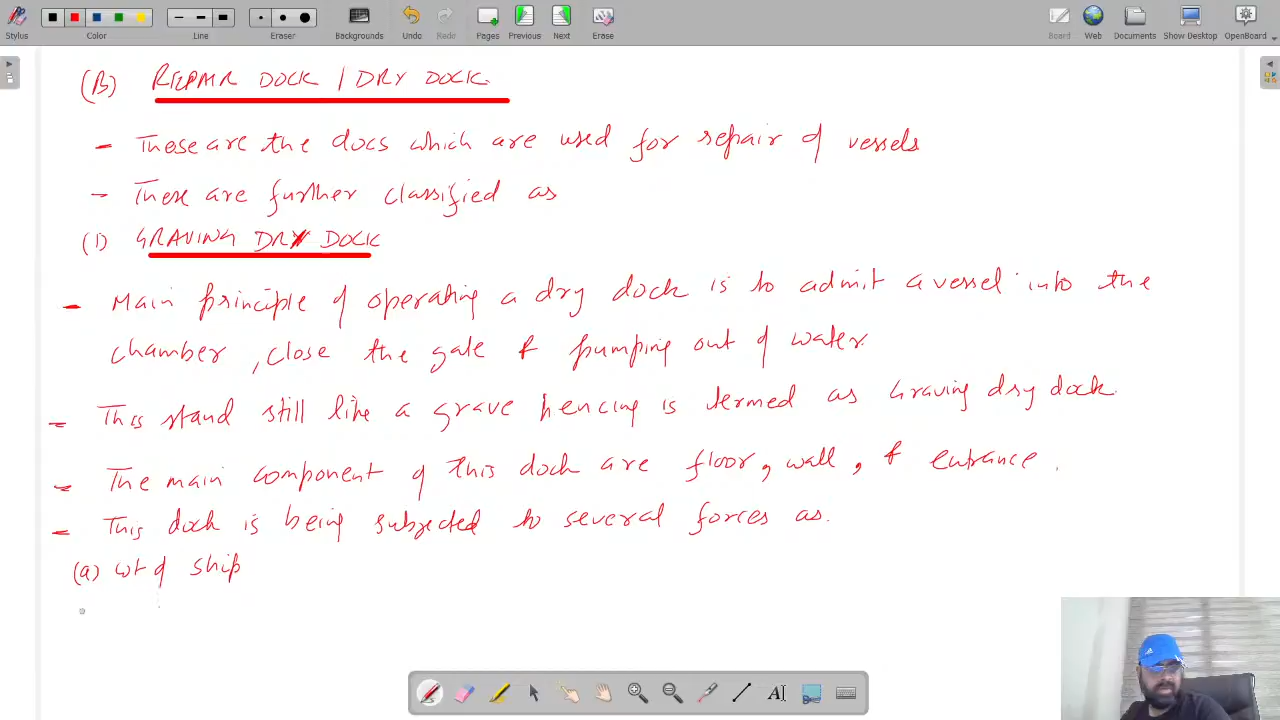 Stylus
Color
Line
Eraser
Backgrounds
Undo
Redo
Pages
Previous
Next
Erase
Board
Web
Documents
Show Desktop
OpenBoard
(B) REPAIR DOCK / DRY DOCK.
- These are the docs which are used for repair of vessels
- These are further classified as
(1) GRAVING DRY DOCK
- Main principle of operating a dry dock is to admit a vessel into the
chamber, close the gate & pumping out of water.
- This stand still like a grave hencing is termed as Graving dry dock.
- The main component of this dock are floor, wall, & entrance.
- This dock is being subjected to several forces as.
(a) wt of ship